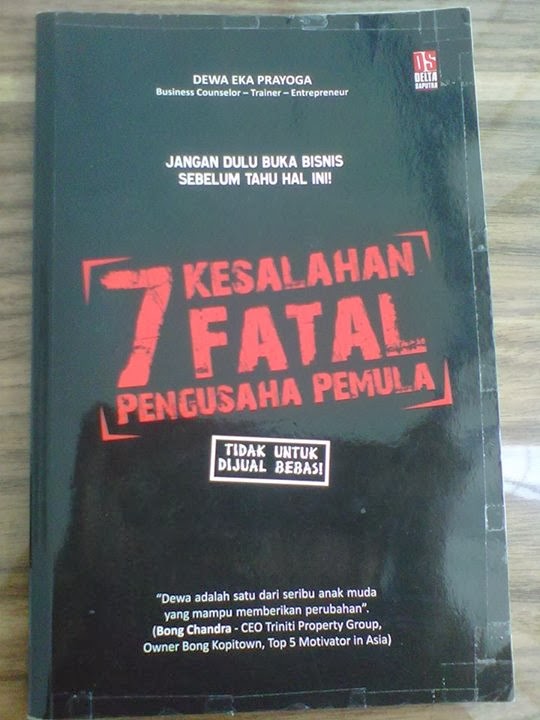 DEWA EKA PRAYOGA
Business Counselor – Trainer – Entrepreneur
DS
DELTA
SAPUTRA
JANGAN DULU BUKA BISNIS
SEBELUM TAHU HAL INI!
7 KESALAHAN
FATAL
PENGUSAHA PEMULA
TIDAK UNTUK
DIJUAL BEBAS!
“Dewa adalah satu dari seribu anak muda
yang mampu memberikan perubahan”.
(Bong Chandra - CEO Triniti Property Group,
Owner Bong Kopitown, Top 5 Motivator in Asia)